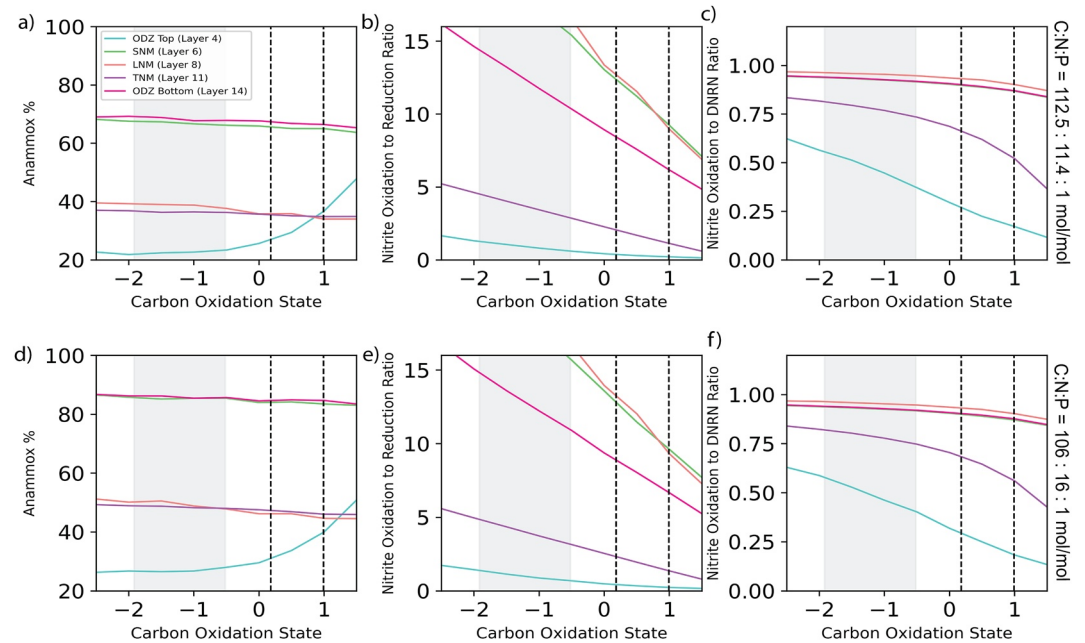 a)
100
80
60
40
20
Anammox %
ODZ Top (Layer 4)
SNM (Layer 6)
LNM (Layer 8)
TNM (Layer 11)
ODZ Bottom (Layer 14)
−2 −1 0 1
Carbon Oxidation State
b)
15
10
5
0
Nitrite Oxidation to Reduction Ratio
−2 −1 0 1
Carbon Oxidation State
c)
1.00
0.75
0.50
0.25
0.00
Nitrite Oxidation to DNRN Ratio
−2 −1 0 1
Carbon Oxidation State
C:N:P = 112.5 : 11.4 : 1 mol/mol
d)
100
80
60
40
20
Anammox %
−2 −1 0 1
Carbon Oxidation State
e)
15
10
5
0
Nitrite Oxidation to Reduction Ratio
−2 −1 0 1
Carbon Oxidation State
f)
1.00
0.75
0.50
0.25
0.00
Nitrite Oxidation to DNRN Ratio
−2 −1 0 1
Carbon Oxidation State
C:N:P = 106 : 16 : 1 mol/mol